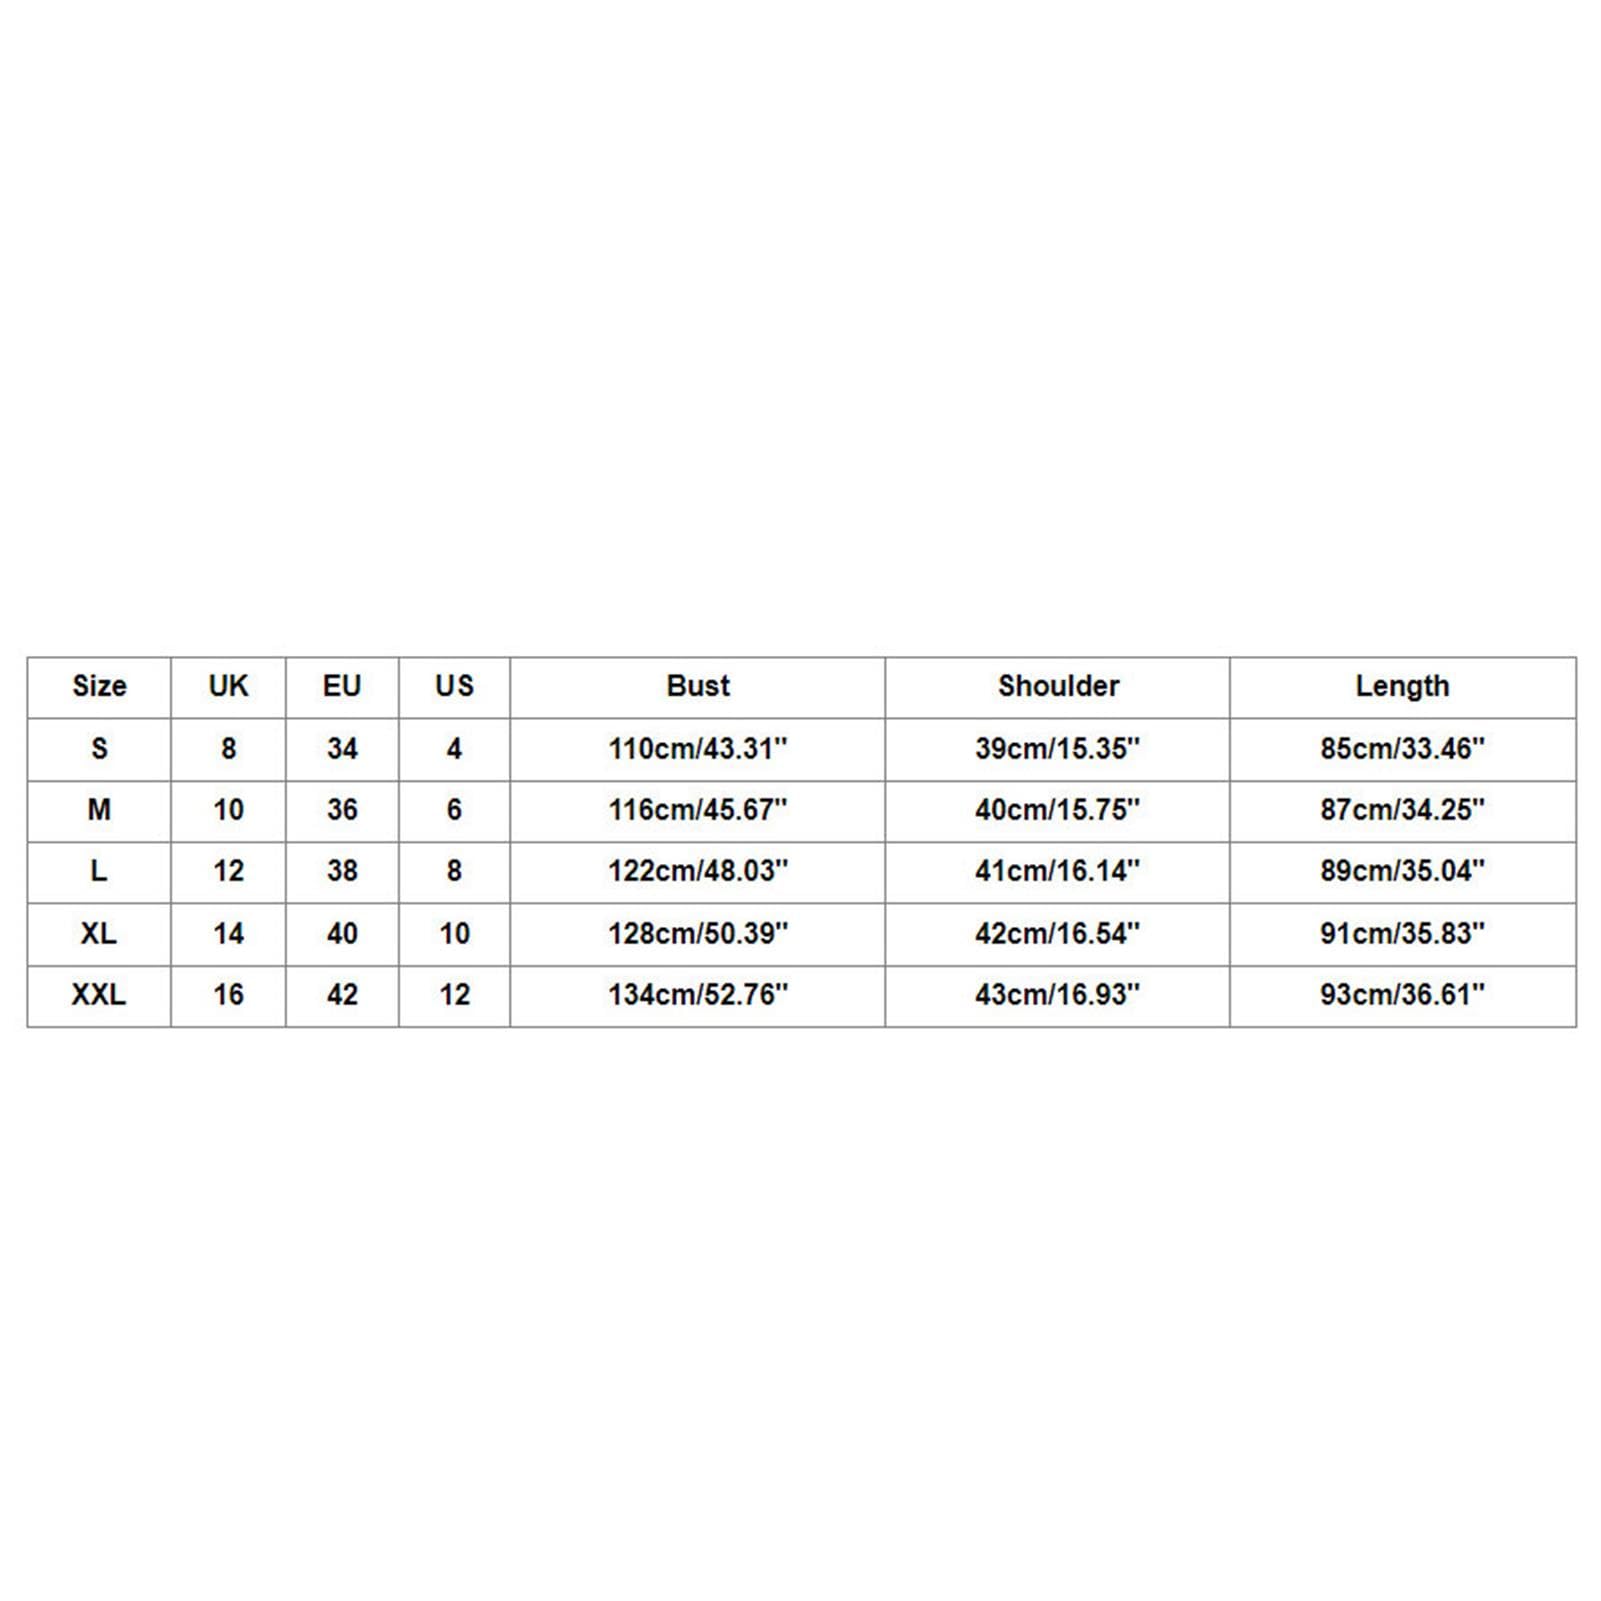 Size UK EU US Bust Shoulder Length
S 8 34 4 110cm/43.31" 39cm/15.35" 85cm/33.46"
M 10 36 6 116cm/45.67" 40cm/15.75" 87cm/34.25"
L 12 38 8 122cm/48.03" 41cm/16.14" 89cm/35.04"
XL 14 40 10 128cm/50.39" 42cm/16.54" 91cm/35.83"
XXL 16 42 12 134cm/52.76" 43cm/16.93" 93cm/36.61"